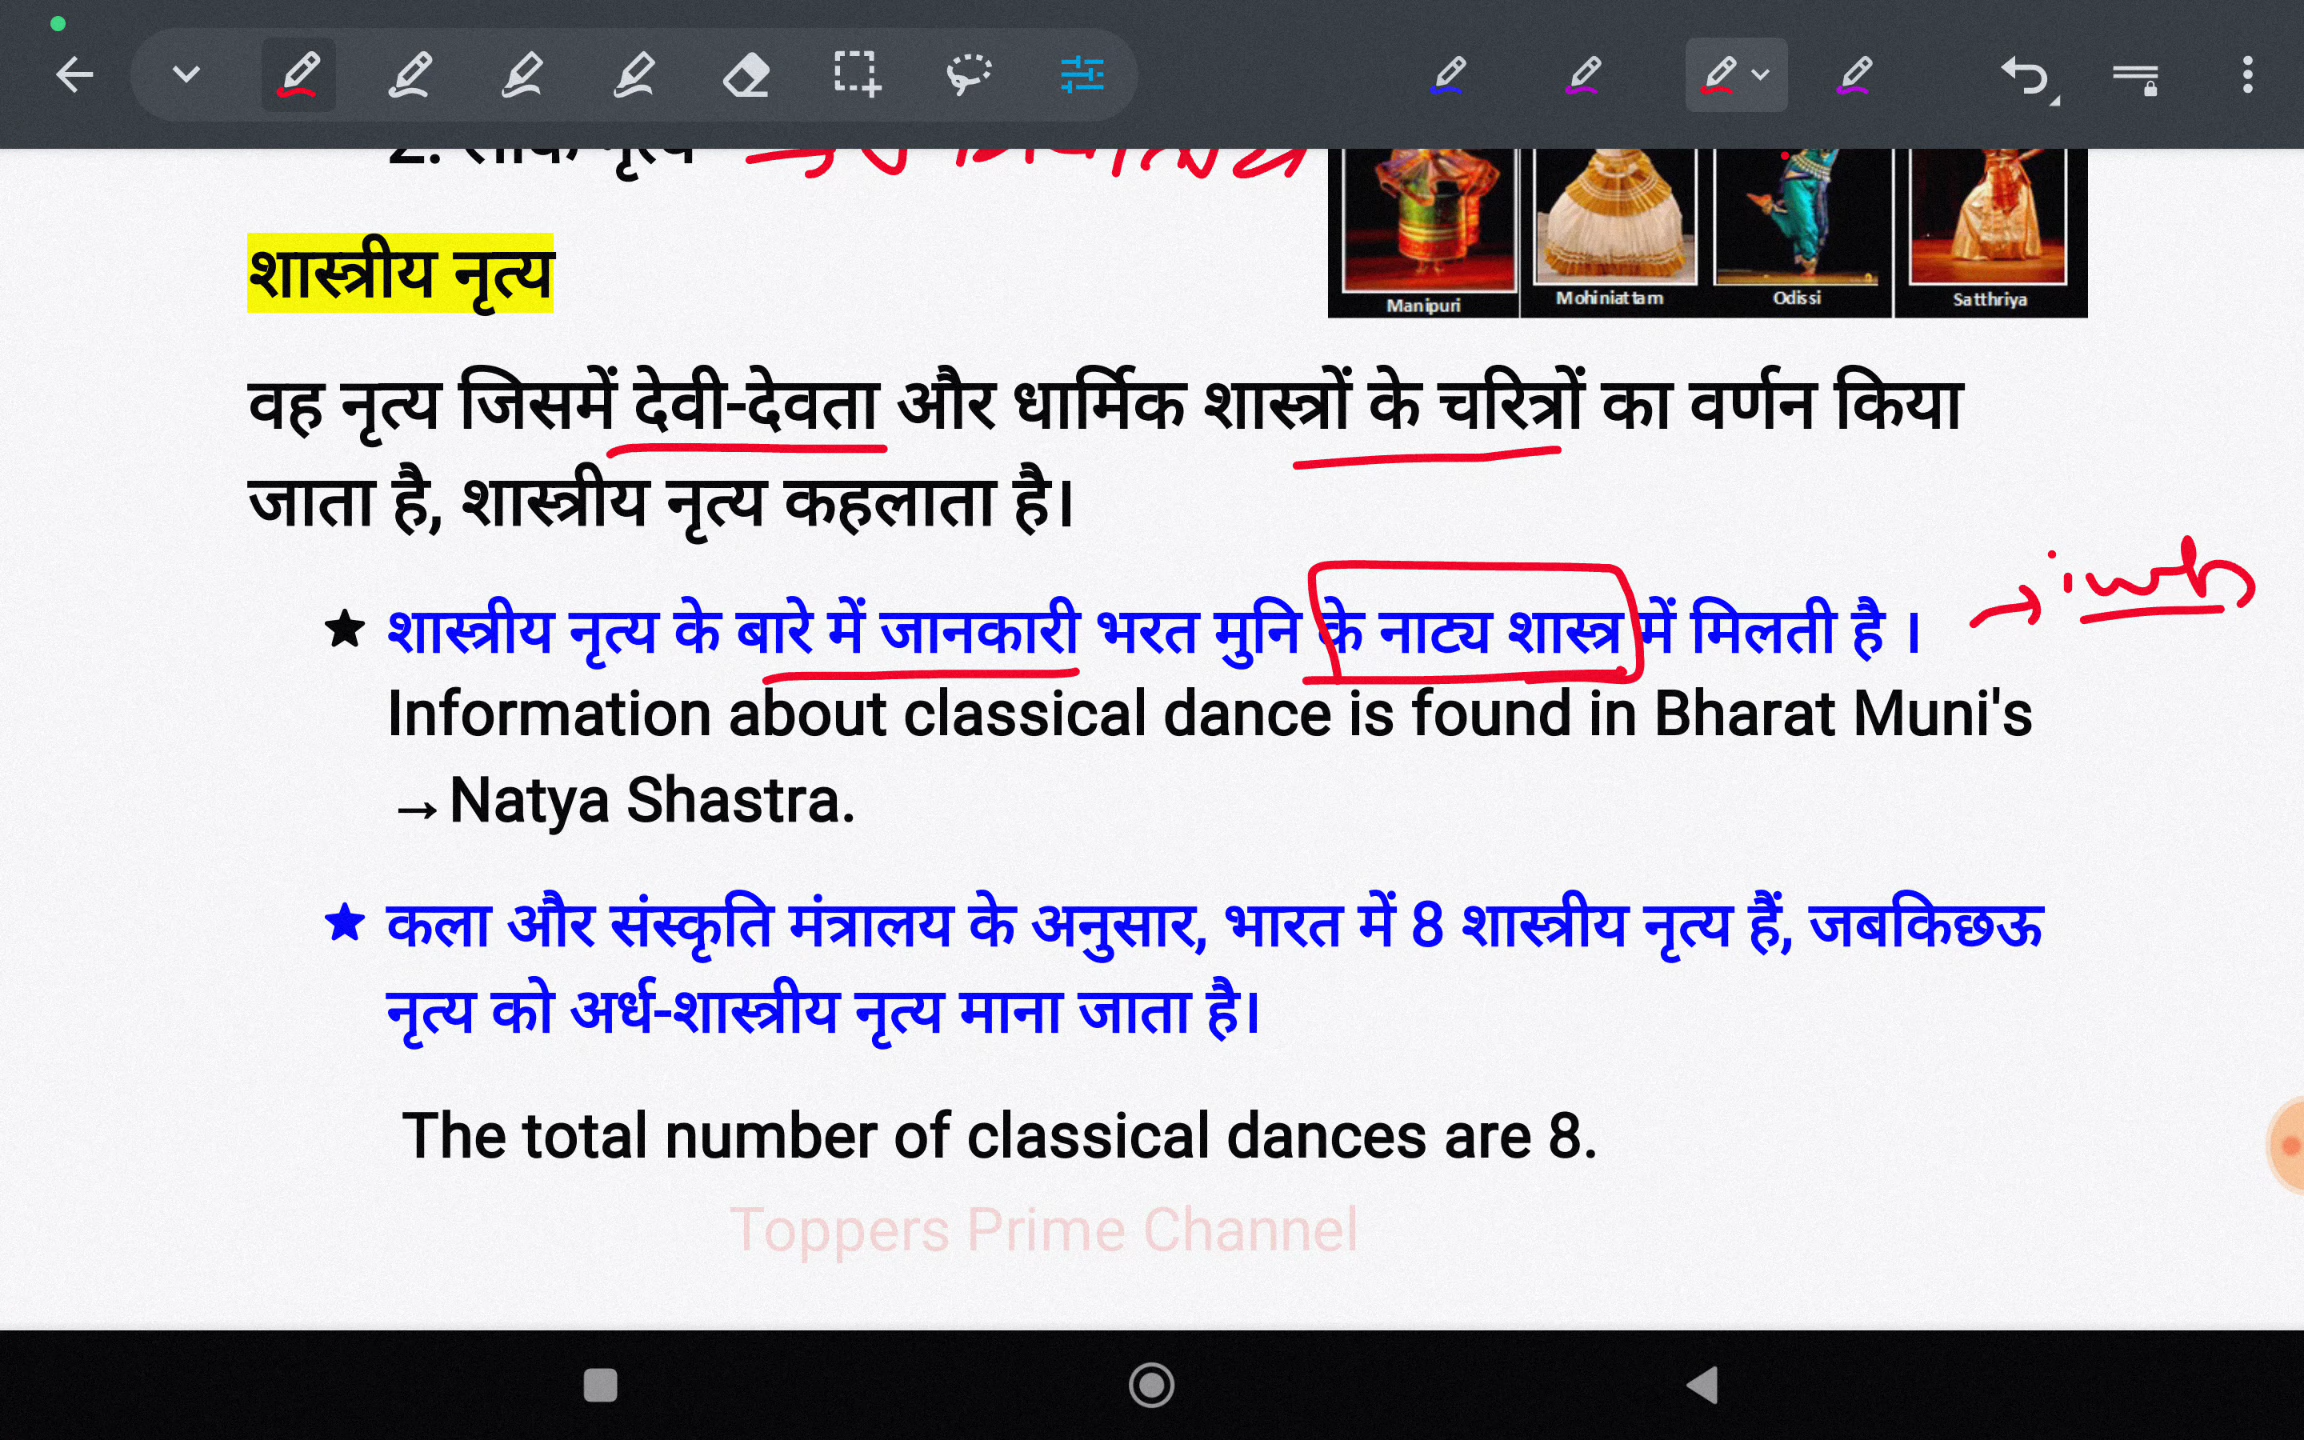 शास्त्रीय नृत्य
Manipuri Mohiniattam Odissi Satthriya
वह नृत्य जिसमें देवी-देवता और धार्मिक शास्त्रों के चरित्रों का वर्णन किया
जाता है, शास्त्रीय नृत्य कहलाता है।
★ शास्त्रीय नृत्य के बारे में जानकारी भरत मुनि के नाट्य शास्त्र में मिलती है ।
Information about classical dance is found in Bharat Muni's
→Natya Shastra.
★ कला और संस्कृति मंत्रालय के अनुसार, भारत में 8 शास्त्रीय नृत्य हैं, जबकिछऊ
नृत्य को अर्ध-शास्त्रीय नृत्य माना जाता है।
The total number of classical dances are 8.
Toppers Prime Channel